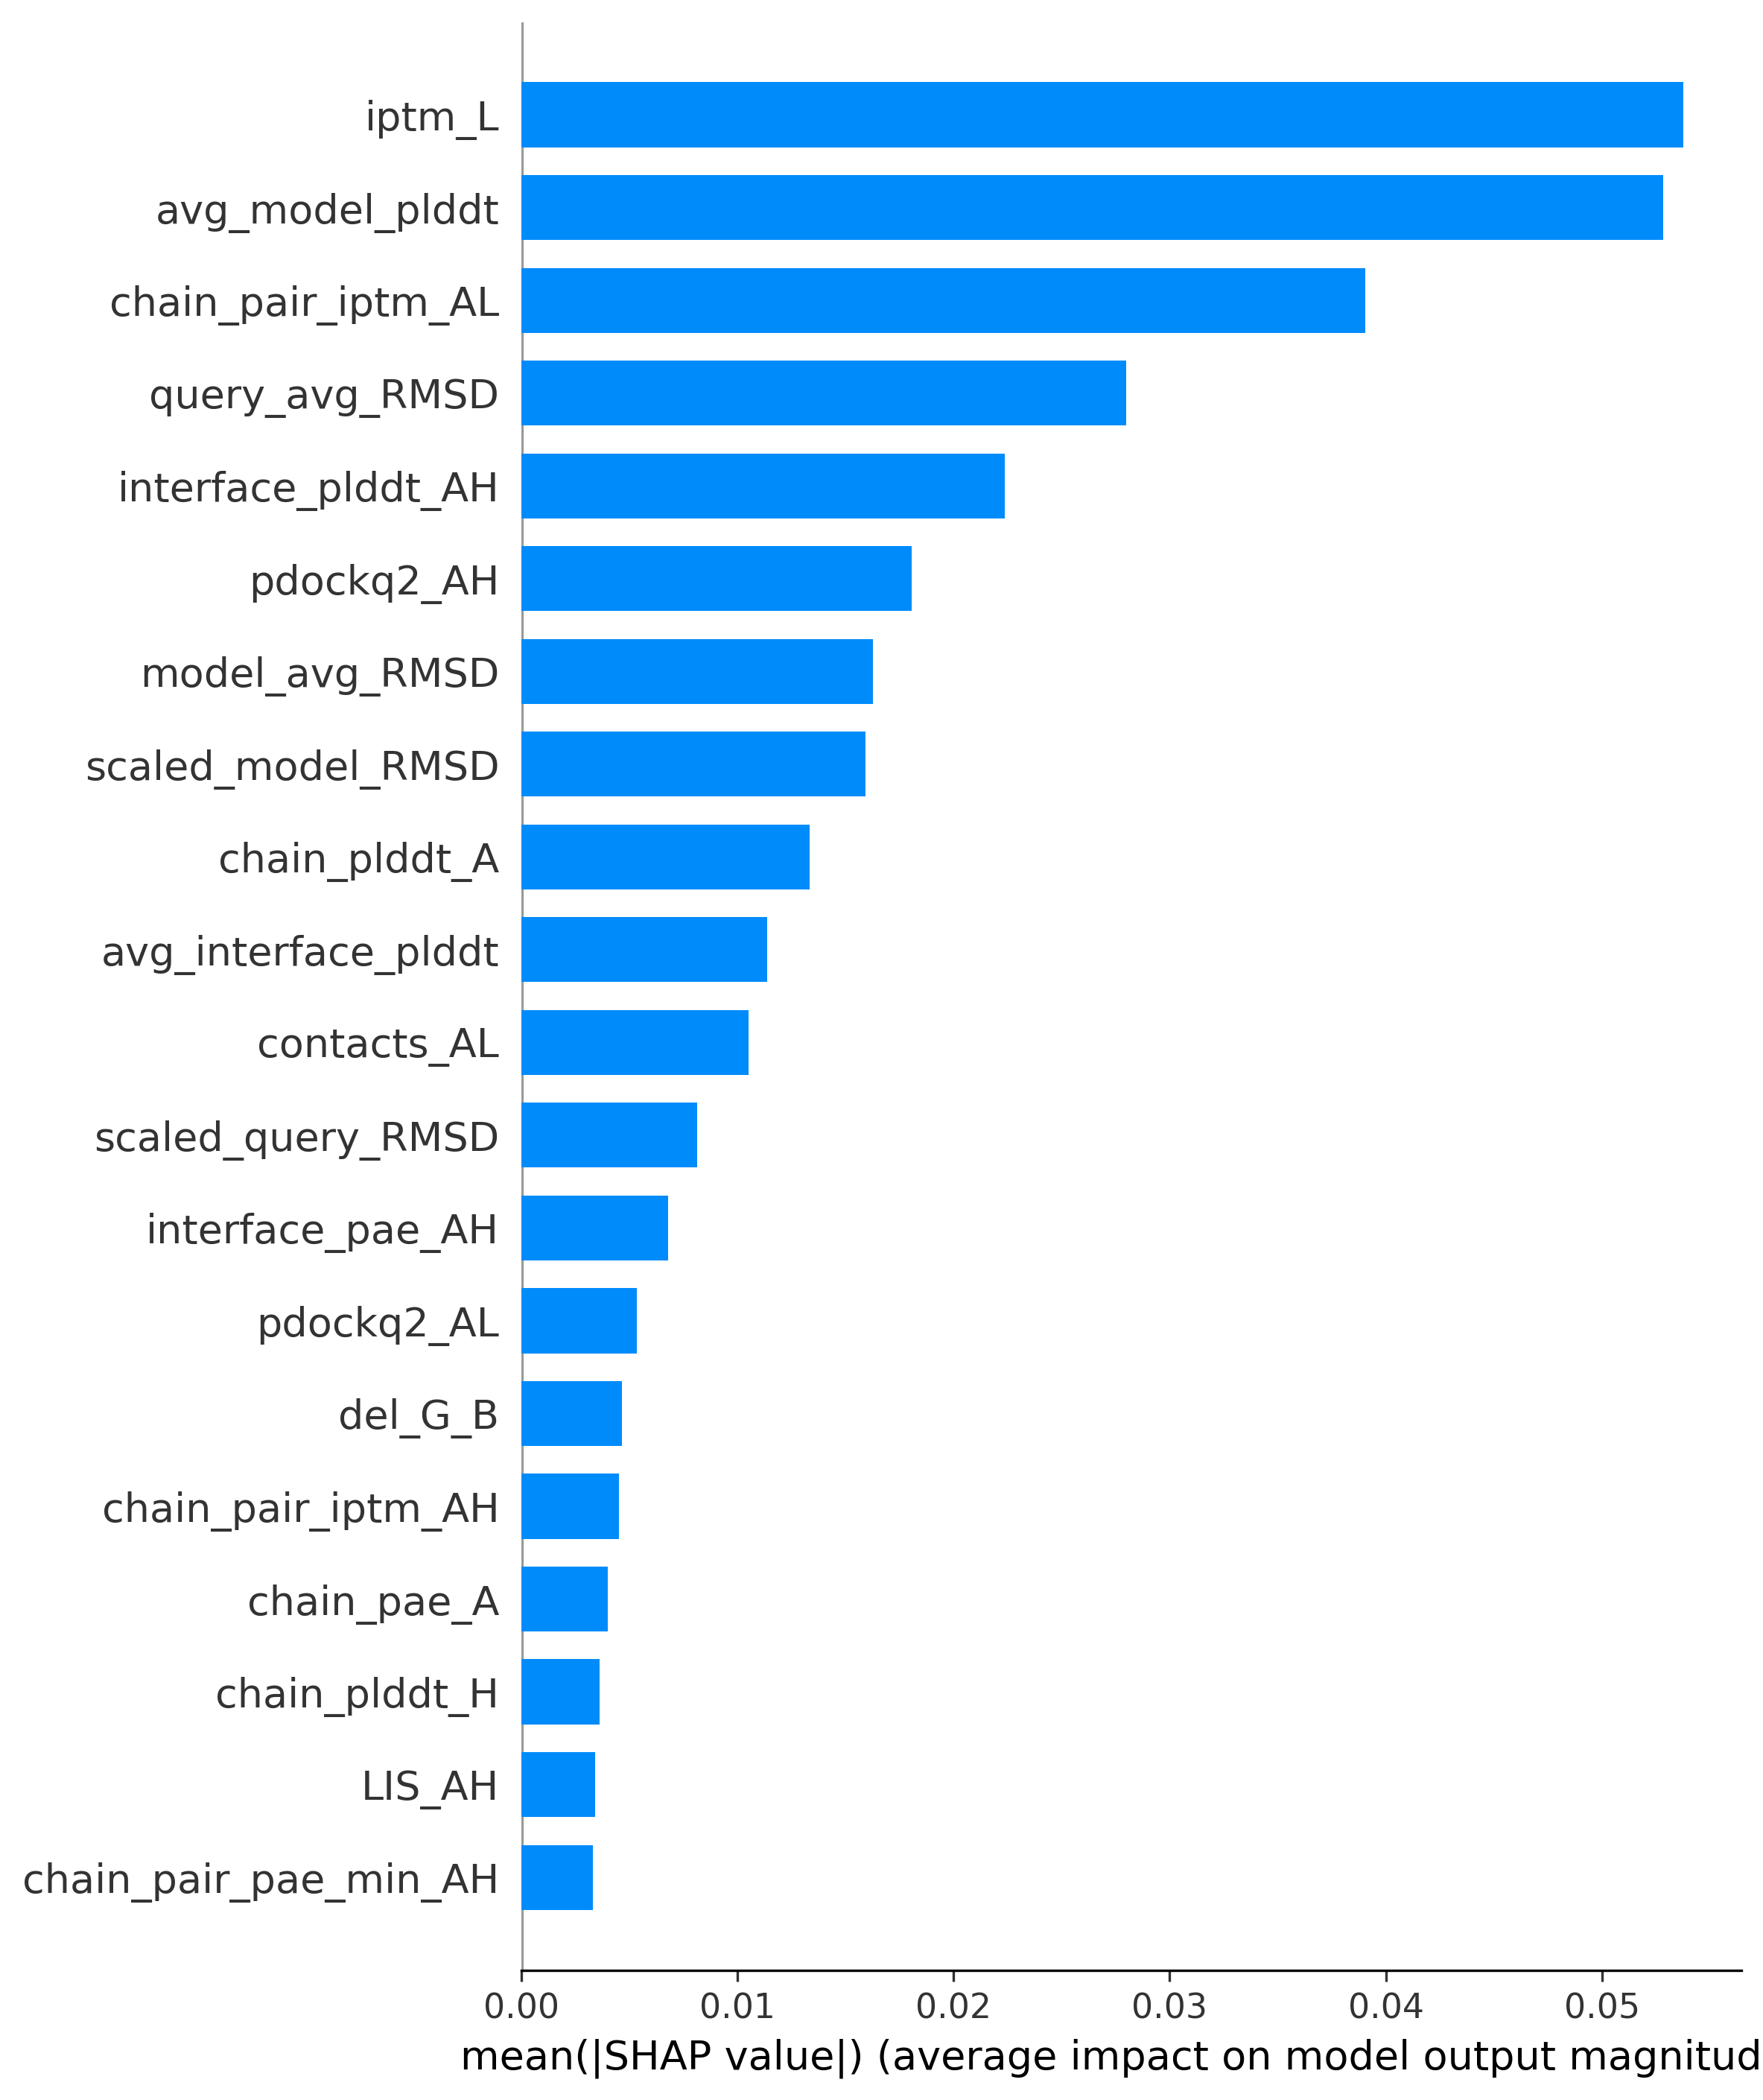 iptm_L
avg_model_plddt
chain_pair_iptm_AL
query_avg_RMSD
interface_plddt_AH
pdockq2_AH
model_avg_RMSD
scaled_model_RMSD
chain_plddt_A
avg_interface_plddt
contacts_AL
scaled_query_RMSD
interface_pae_AH
pdockq2_AL
del_G_B
chain_pair_iptm_AH
chain_pae_A
chain_plddt_H
LIS_AH
chain_pair_pae_min_AH
0.00 0.01 0.02 0.03 0.04 0.05
mean(|SHAP value|) (average impact on model output magnitud